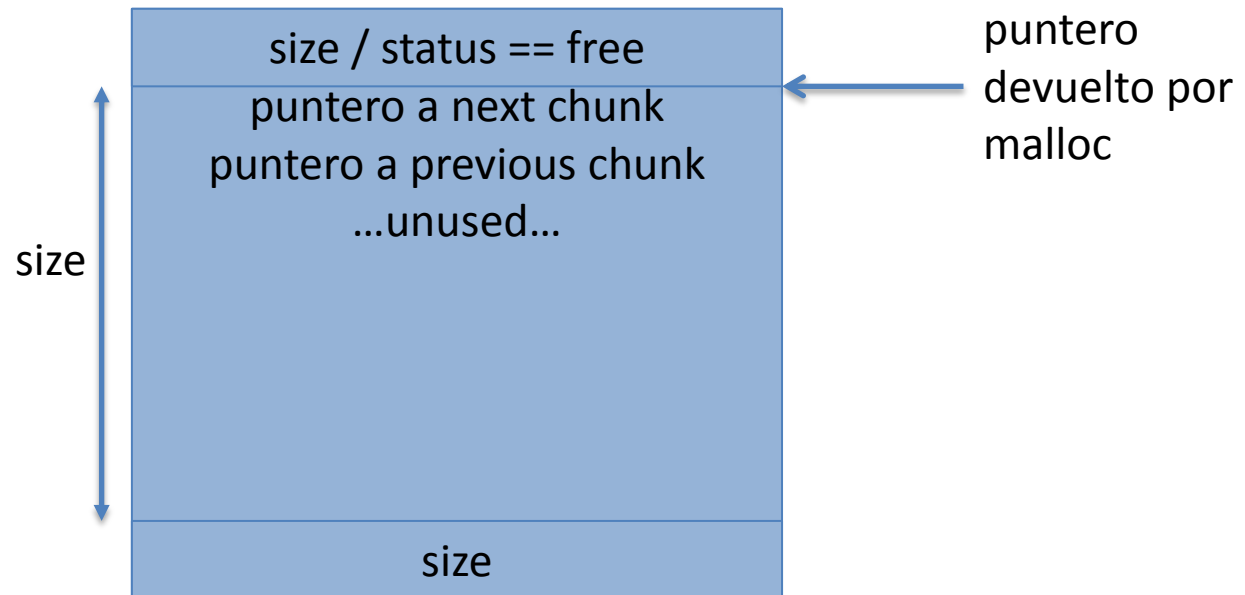 size / status == free
puntero a next chunk
puntero a previous chunk
…unused…
size
size
puntero
devuelto por
malloc